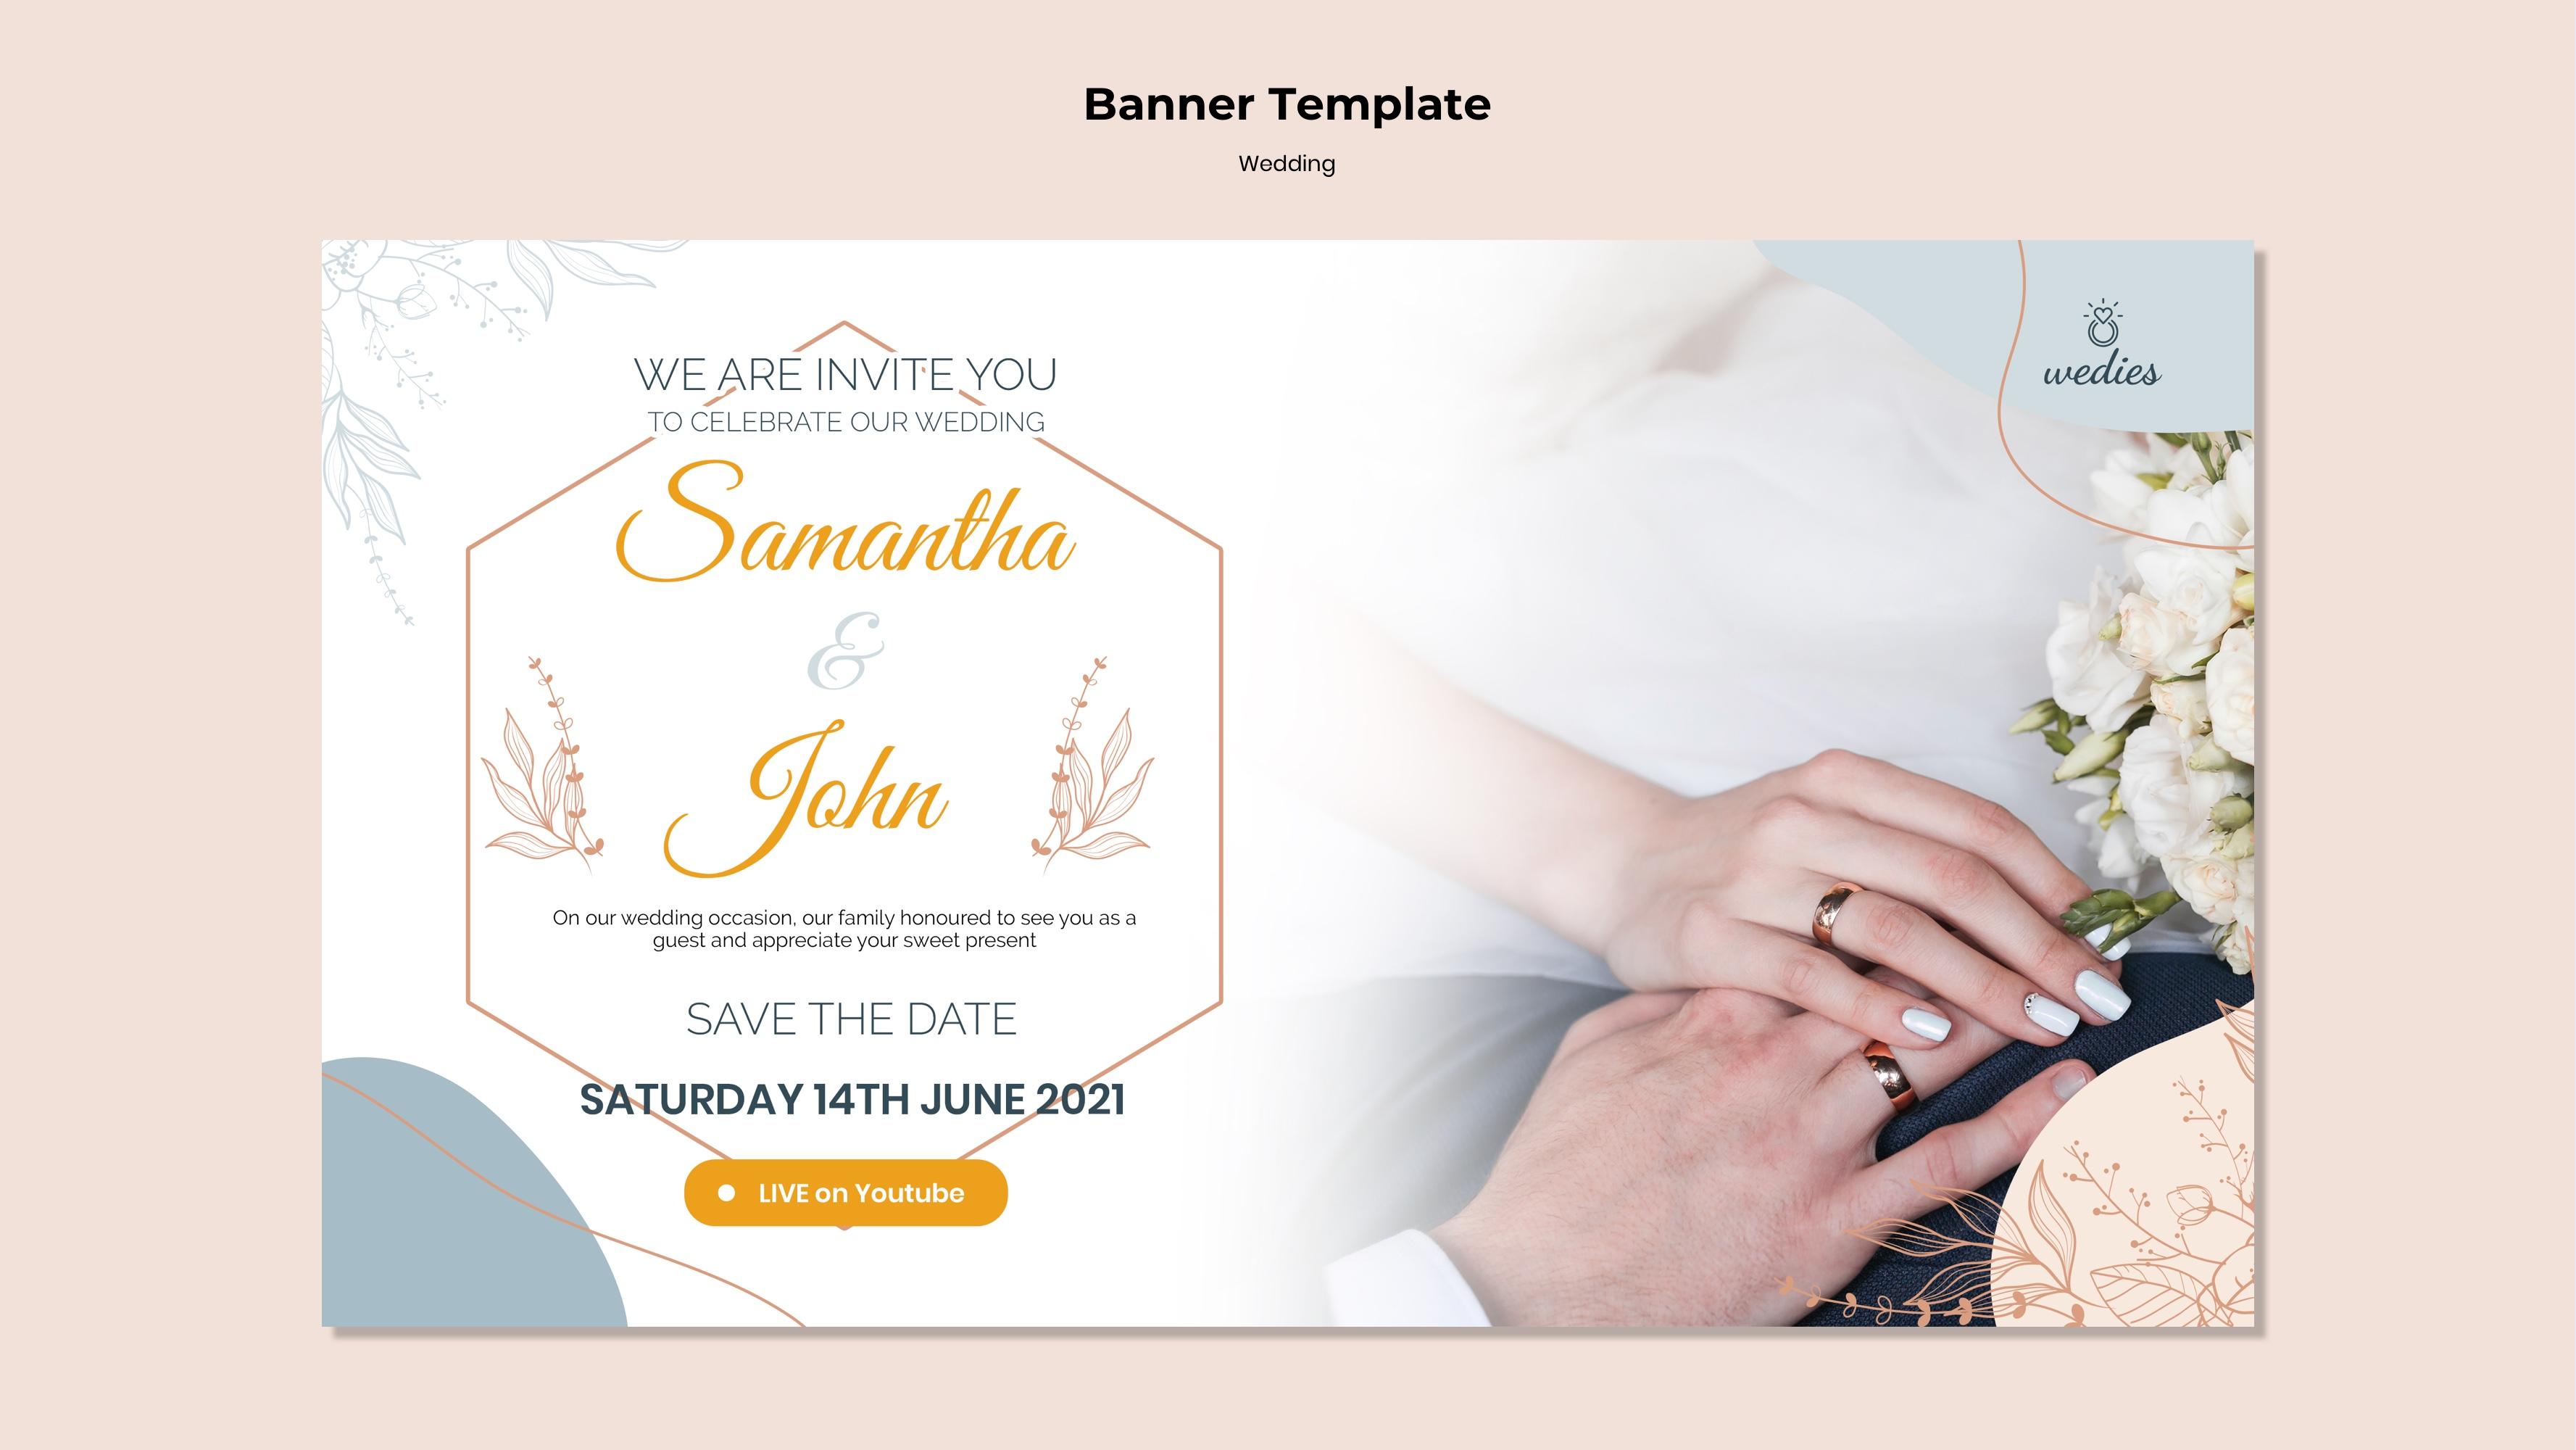 Banner Template
Wedding
WE ARE INVITE YOU
TO CELEBRATE OUR WEDDING
Samantha
&
John
On our wedding occasion, our family honoured to see you as a
guest and appreciate your sweet present
SAVE THE DATE
SATURDAY 14TH JUNE 2021
LIVE on Youtube
wedies